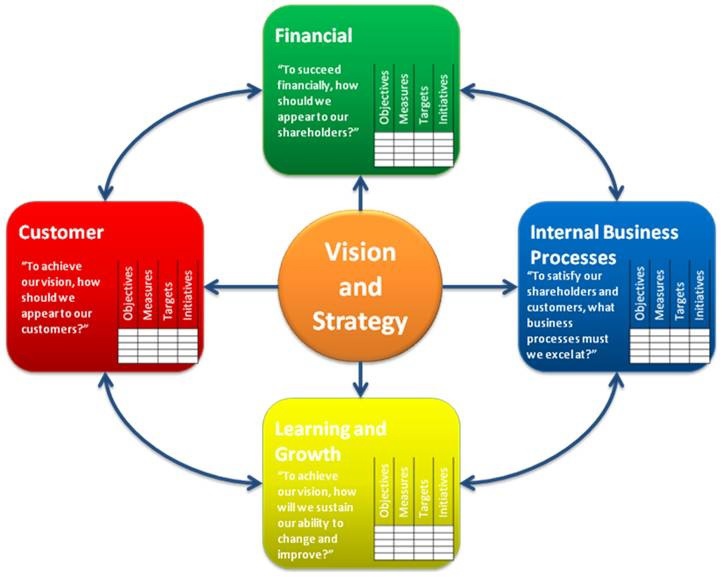 Financial
“To succeed
financially, how
should we
appear to our
shareholders?”
Objectives
Measures
Targets
Initiatives
Customer
“To achieve
our vision, how
should we
appear to our
customers?”
Objectives
Measures
Targets
Initiatives
Vision
and
Strategy
Internal Business
Processes
“To satisfy our
shareholders and
customers, what
business
processes must
we excel at?”
Objectives
Measures
Targets
Initiatives
Learning and
Growth
“To achieve
our vision, how
will we sustain
our ability to
change and
improve?”
Objectives
Measures
Targets
Initiatives